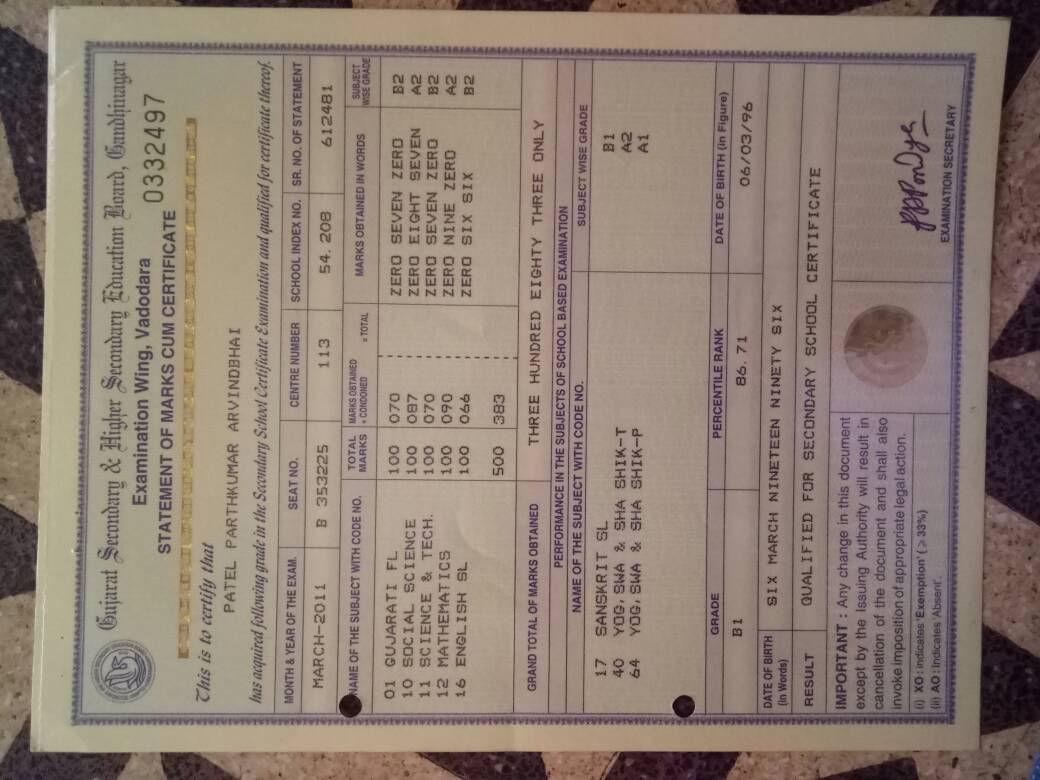 Gujarat Secondary & Higher Secondary Education Board, Gandhinagar
Examination Wing, Vadodara
STATEMENT OF MARKS CUM CERTIFICATE 0332497
This is to certify that
PATEL PARTHKUMAR ARVINDBHAI
has acquired following grade in the Secondary School Certificate Examination and qualified for certificate thereof.
MONTH & YEAR OF THE EXAM. SEAT NO. CENTRE NUMBER SCHOOL INDEX NO. SR. NO. OF STATEMENT
MARCH-2011 B 353225 113 54.208 612481
NAME OF THE SUBJECT WITH CODE NO. TOTAL MARKS MARKS OBTAINED + CONDONED = TOTAL MARKS OBTAINED IN WORDS SUBJECT WISE GRADE
01 GUJARATI FL 100 070 ZERO SEVEN ZERO B2
10 SOCIAL SCIENCE 100 087 ZERO EIGHT SEVEN A2
11 SCIENCE & TECH. 100 070 ZERO SEVEN ZERO B2
12 MATHEMATICS 100 090 ZERO NINE ZERO A2
16 ENGLISH SL 100 066 ZERO SIX SIX B2
500 383
GRAND TOTAL OF MARKS OBTAINED THREE HUNDRED EIGHTY THREE ONLY
PERFORMANCE IN THE SUBJECTS OF SCHOOL BASED EXAMINATION
NAME OF THE SUBJECT WITH CODE NO. SUBJECT WISE GRADE
17 SANSKRIT SL B1
40 YOG, SWA & SHA SHIK-T A2
64 YOG, SWA & SHA SHIK-P A1
GRADE PERCENTILE RANK DATE OF BIRTH (In Figure)
B1 86.71 06/03/96
DATE OF BIRTH (In Words) SIX MARCH NINETEEN NINETY SIX
RESULT QUALIFIED FOR SECONDARY SCHOOL CERTIFICATE
IMPORTANT : Any change in this document
except by the Issuing Authority will result in
cancellation of the document and shall also
invoke imposition of appropriate legal action.
(i) XO : indicates 'Exemption' ( ≥ 33%)
(ii) AO : Indicates 'Absent'.
EXAMINATION SECRETARY